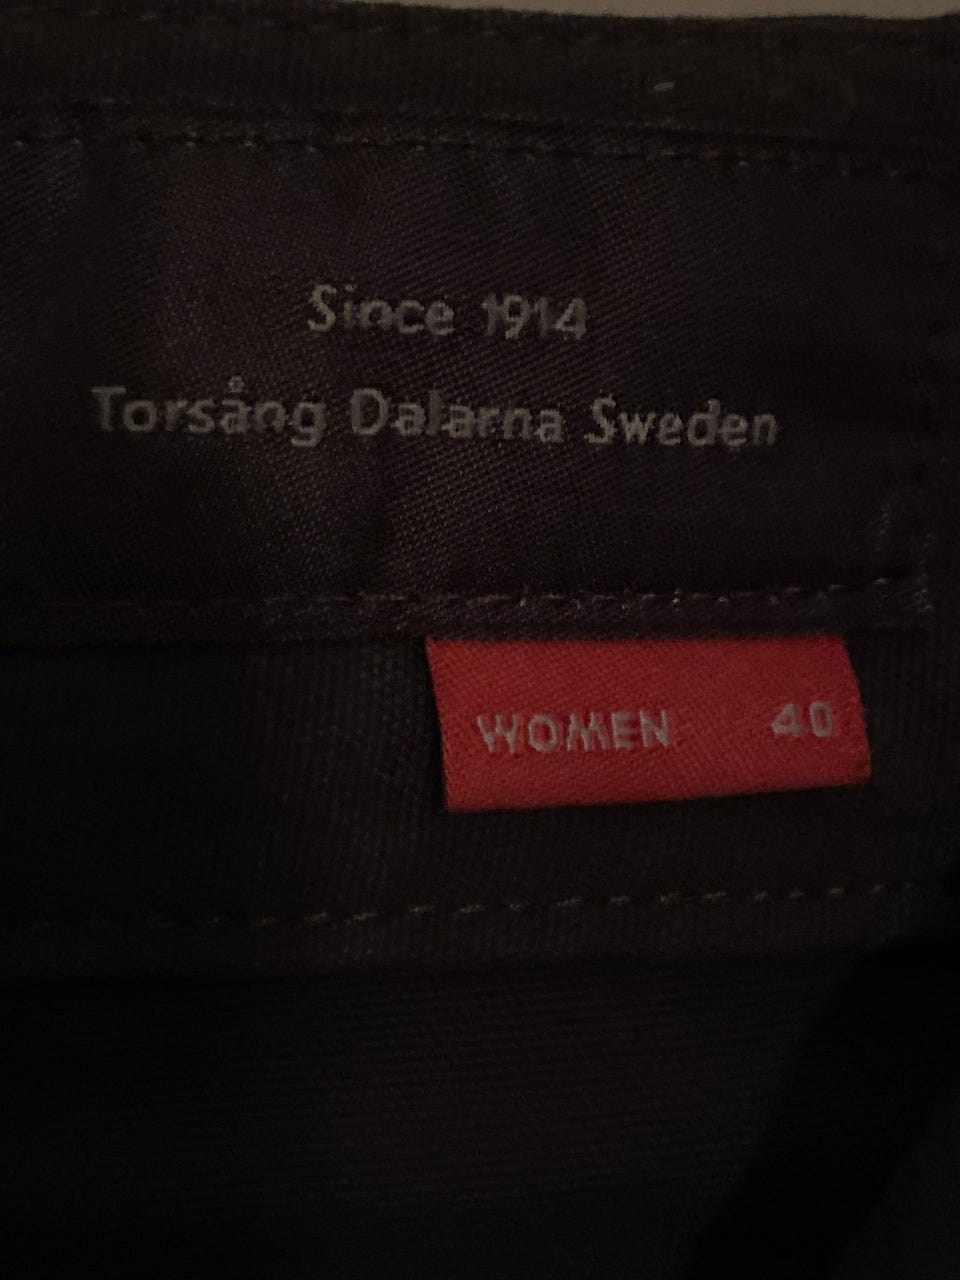 Since 1914
Torsång Dalarna Sweden
WOMEN 40